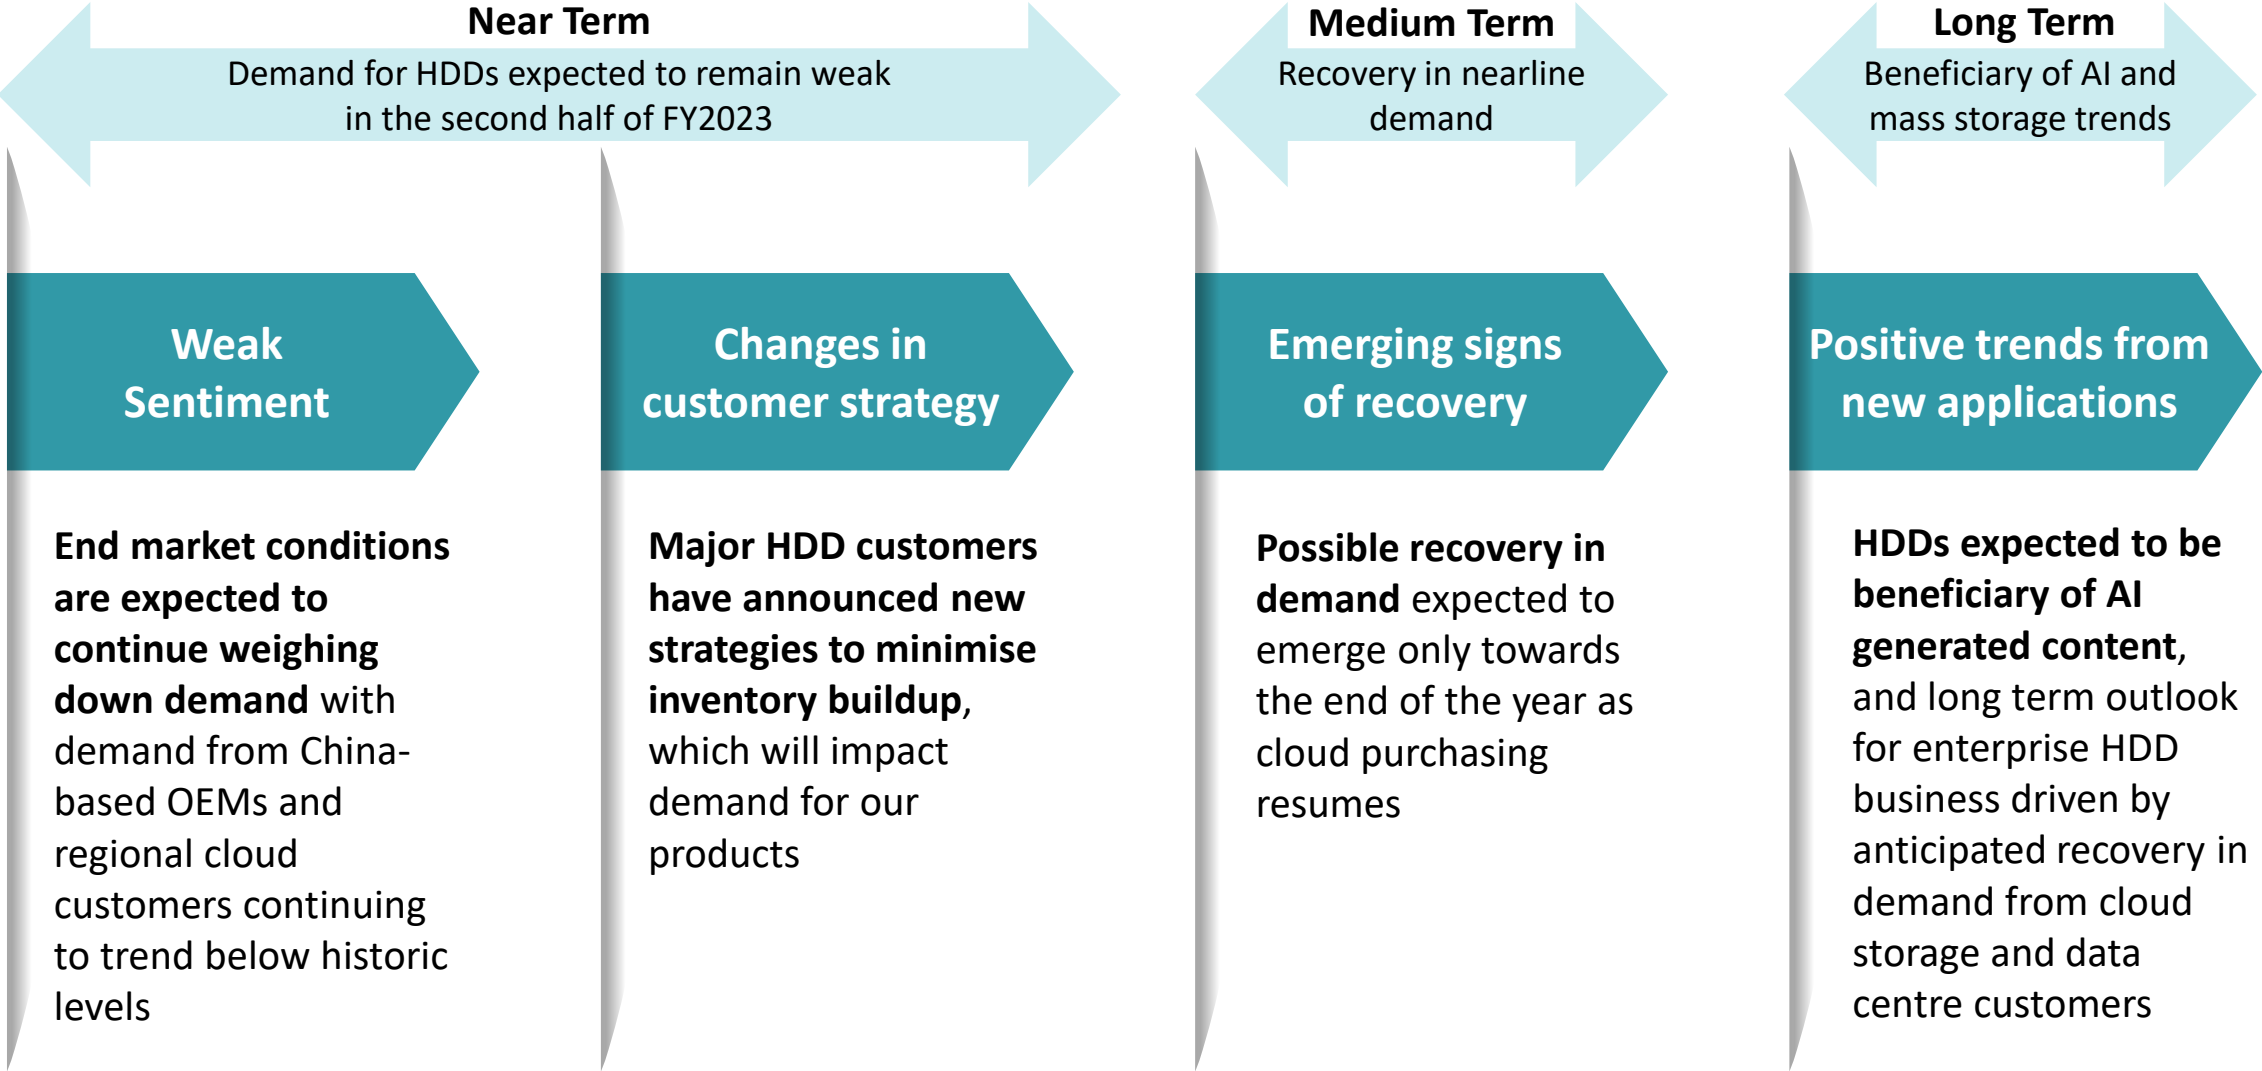 Near Term
Demand for HDDs expected to remain weak
in the second half of FY2023
Medium Term
Recovery in nearline
demand
Long Term
Beneficiary of AI and
mass storage trends
Weak
Sentiment
Changes in
customer strategy
Emerging signs
of recovery
Positive trends from
new applications
End market conditions
are expected to
continue weighing
down demand with
demand from China-
based OEMs and
regional cloud
customers continuing
to trend below historic
levels
Major HDD customers
have announced new
strategies to minimise
inventory buildup,
which will impact
demand for our
products
Possible recovery in
demand expected to
emerge only towards
the end of the year as
cloud purchasing
resumes
HDDs expected to be
beneficiary of AI
generated content,
and long term outlook
for enterprise HDD
business driven by
anticipated recovery in
demand from cloud
storage and data
centre customers